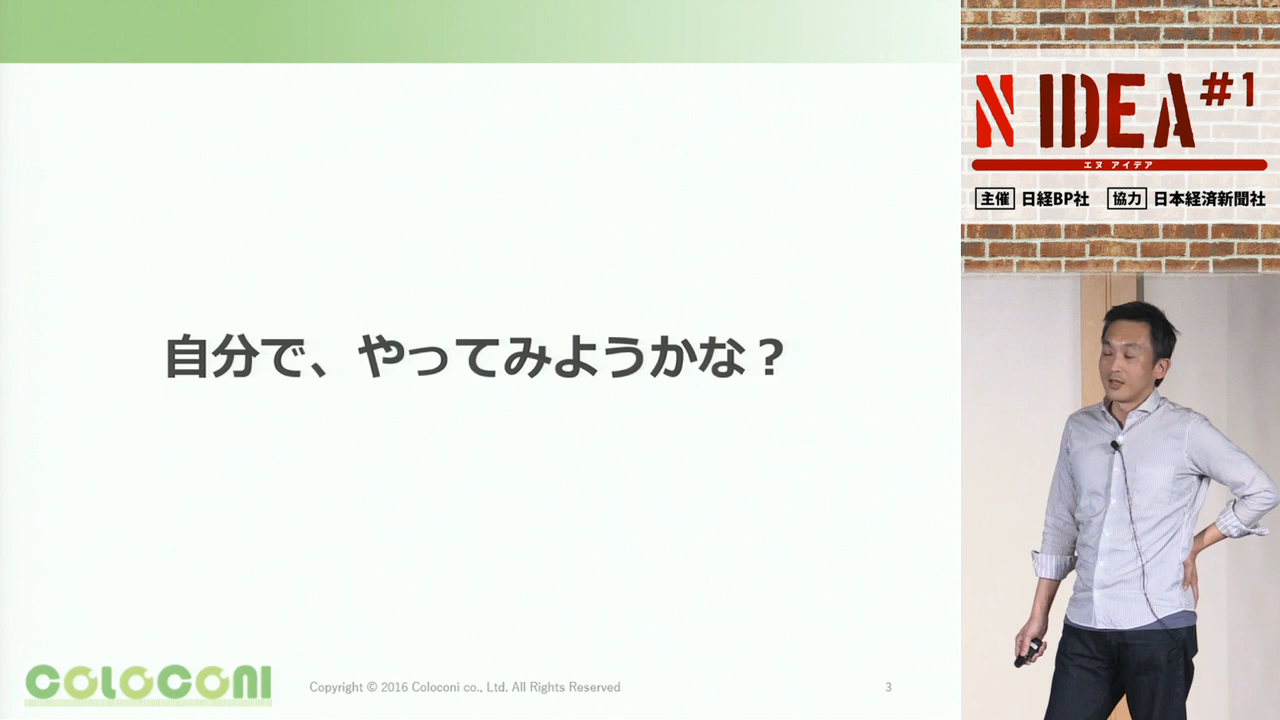 自分で、やってみようかな？
COLOCONI
Copyright © 2016 Coloconi co., Ltd. All Rights Reserved
3
N IDEA #1
エヌ アイデア
主催 日経BP社 協力 日本経済新聞社